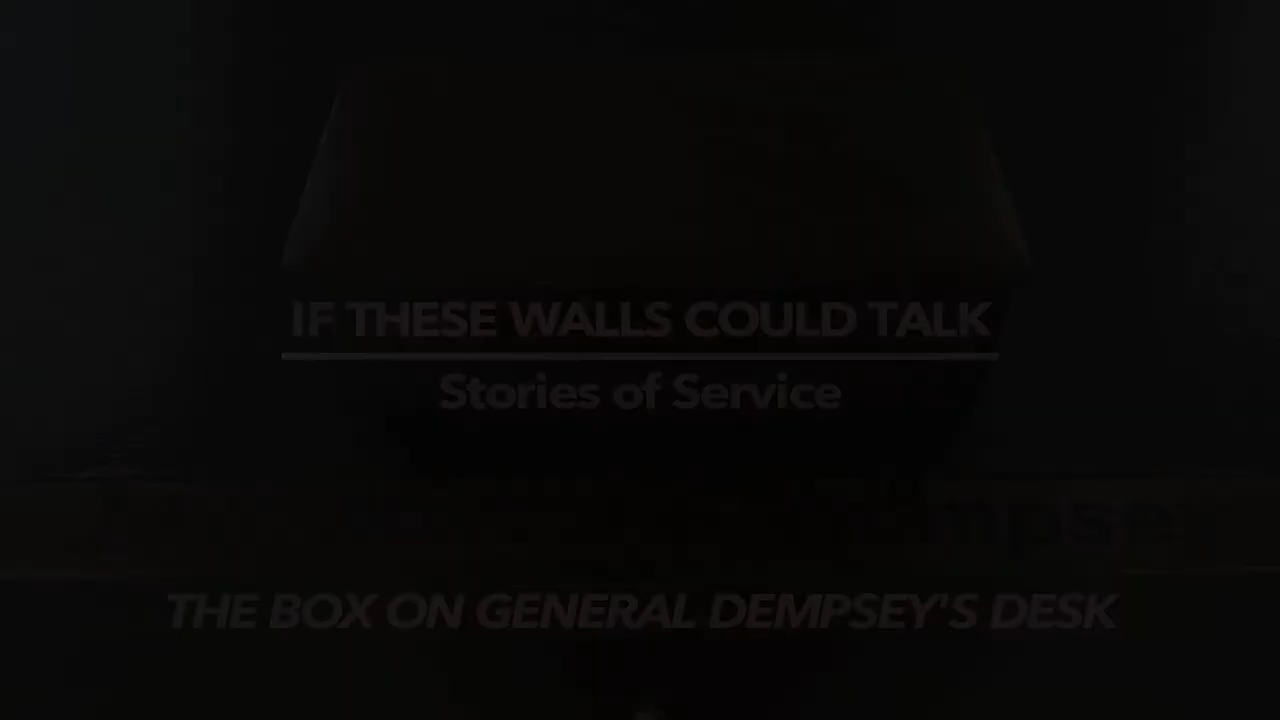 IF THESE WALLS COULD TALK
Stories of Service
THE BOX ON GENERAL DEMPSEY'S DESK